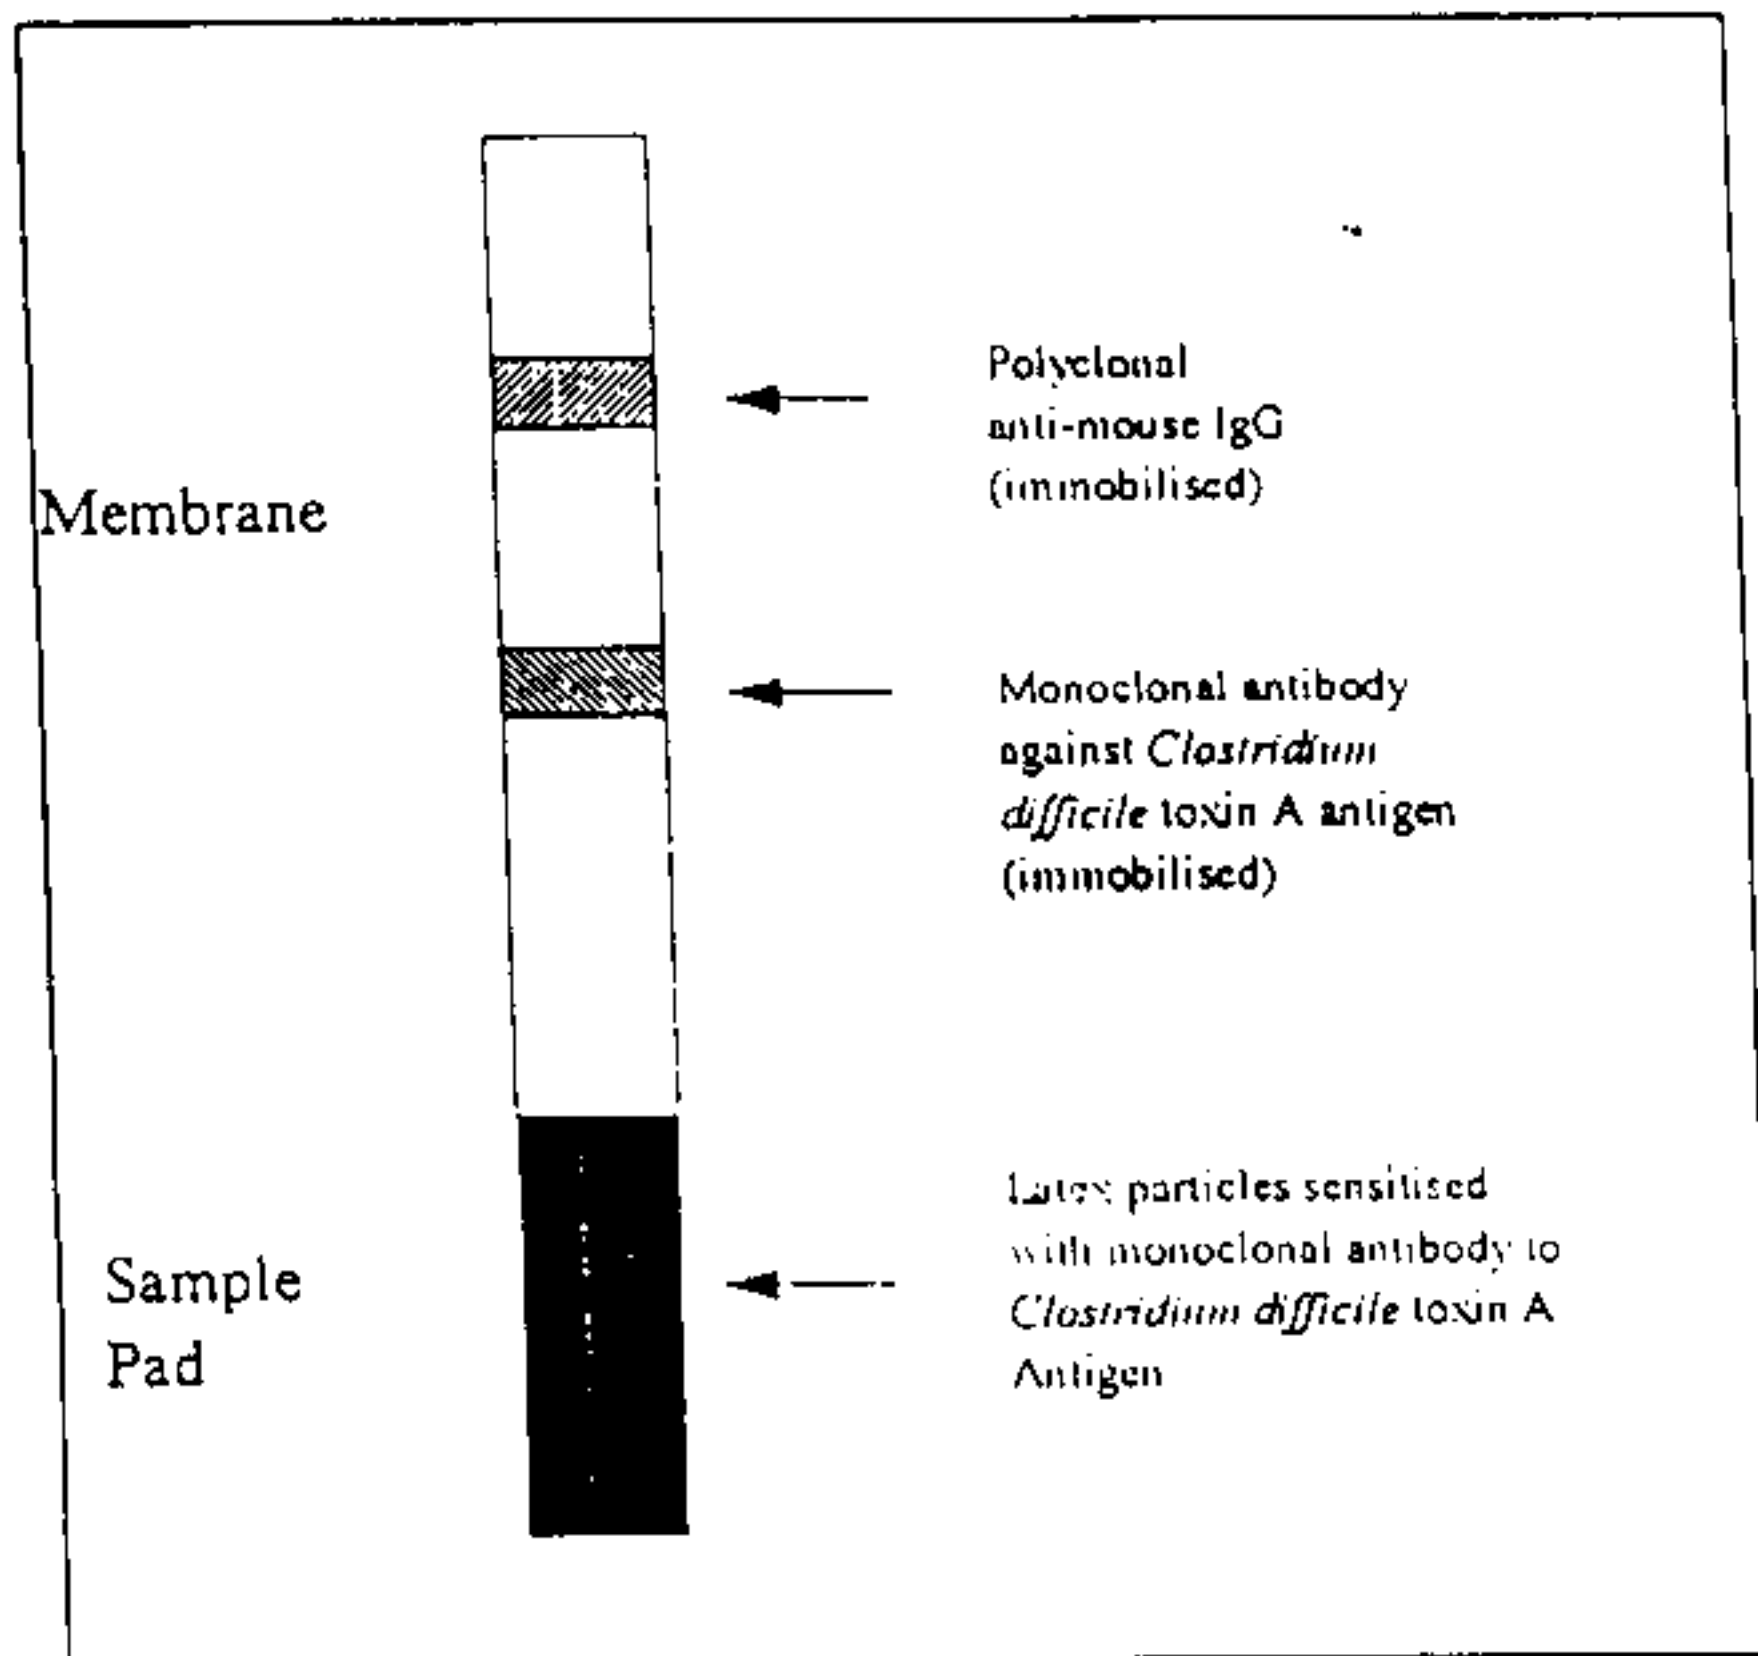 Polyclonal
anti-mouse IgG
(immobilised)
Membrane
Monoclonal antibody
against Clostridium
difficile toxin A antigen
(immobilised)
Latex particles sensitised
with monoclonal antibody to
Clostridium difficile toxin A
Antigen
Sample
Pad